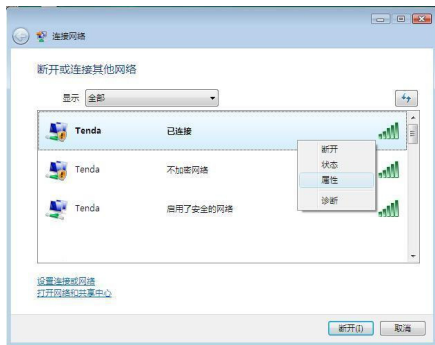 连接网络
断开或连接其他网络
显示 全部
Tenda 已连接
断开
状态
属性
诊断
Tenda 不加密网络
Tenda 启用了安全的网络
设置连接或网络
打开网络和共享中心
断开(I) 取消